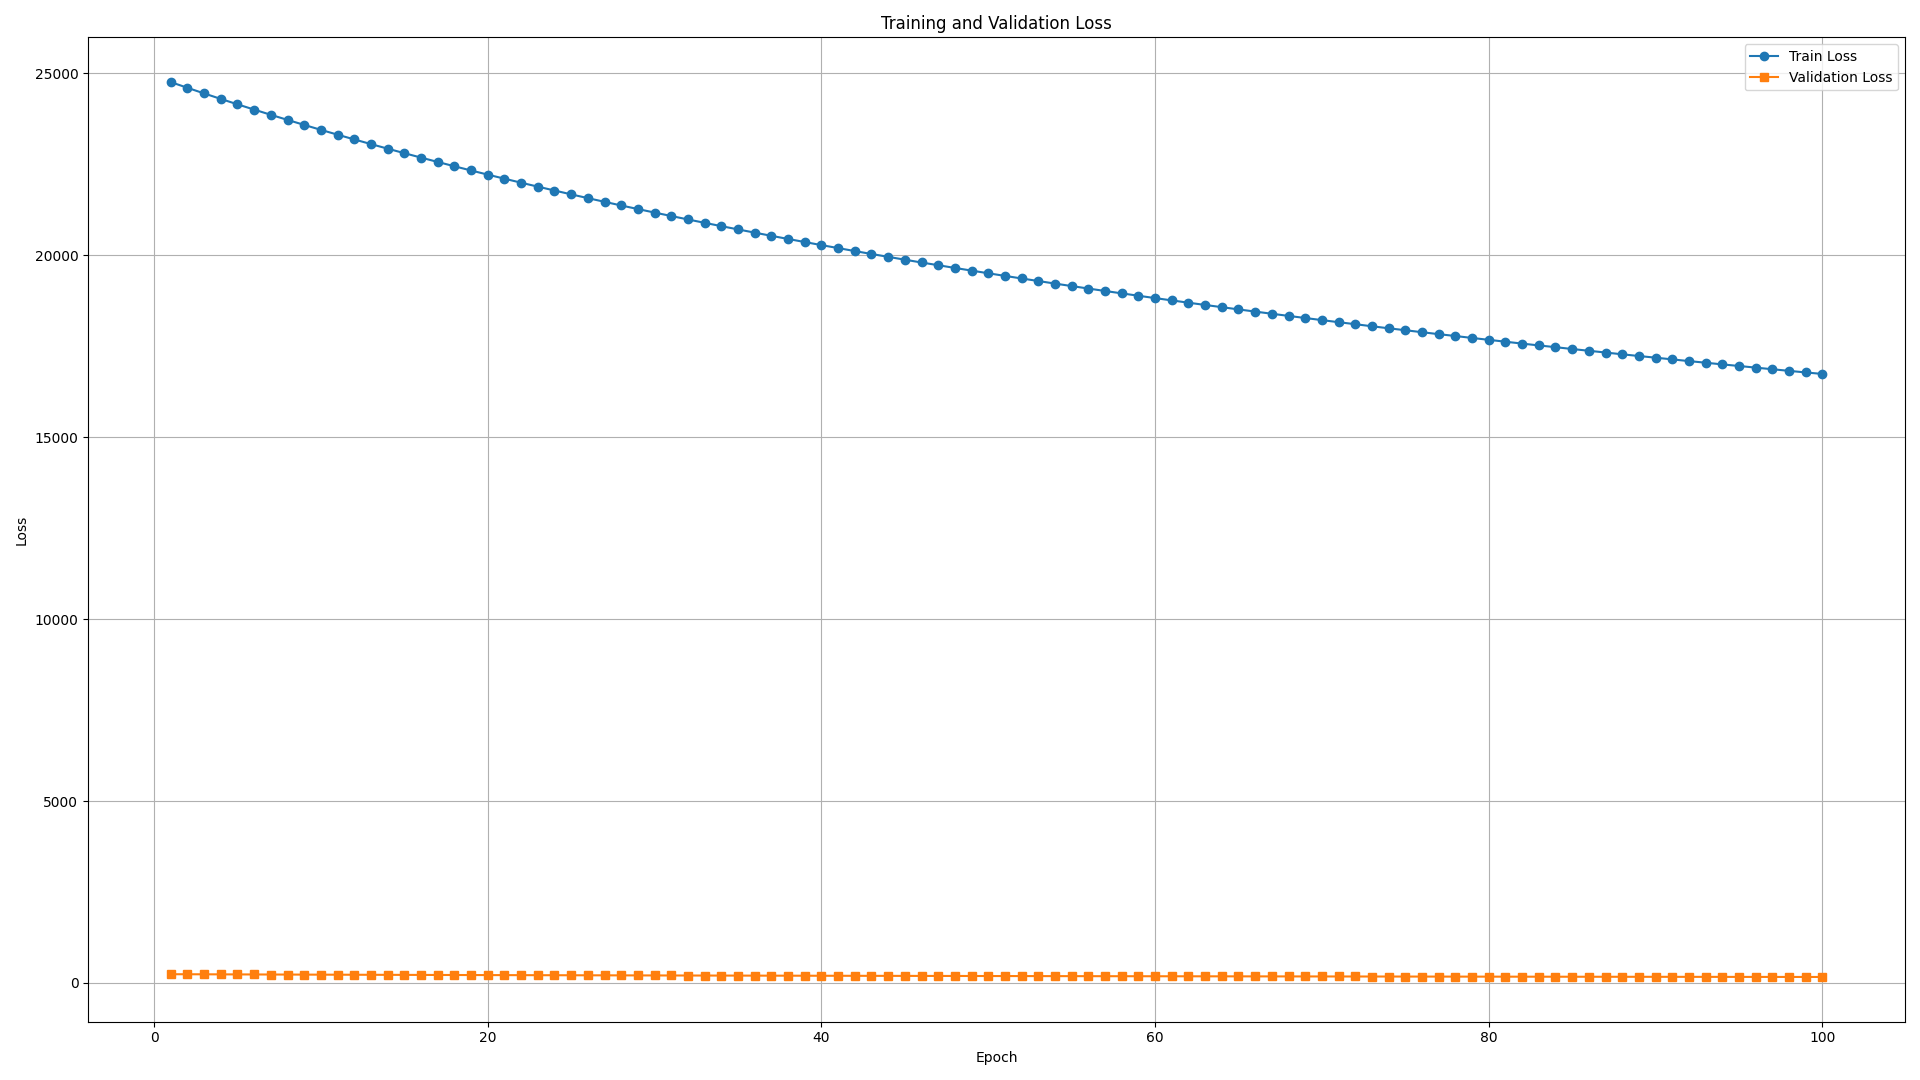 Training and Validation Loss
Train Loss
Validation Loss
25000
20000
15000
10000
5000
0
Loss
0 20 40 60 80 100
Epoch